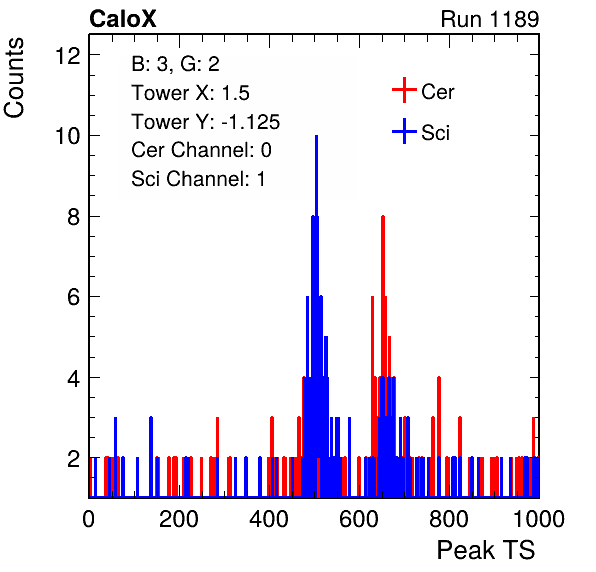 CaloX Run 1189
Counts
12
10
8
6
4
2
B: 3, G: 2
Tower X: 1.5
Tower Y: -1.125
Cer Channel: 0
Sci Channel: 1
Cer
Sci
0 200 400 600 800 1000
Peak TS